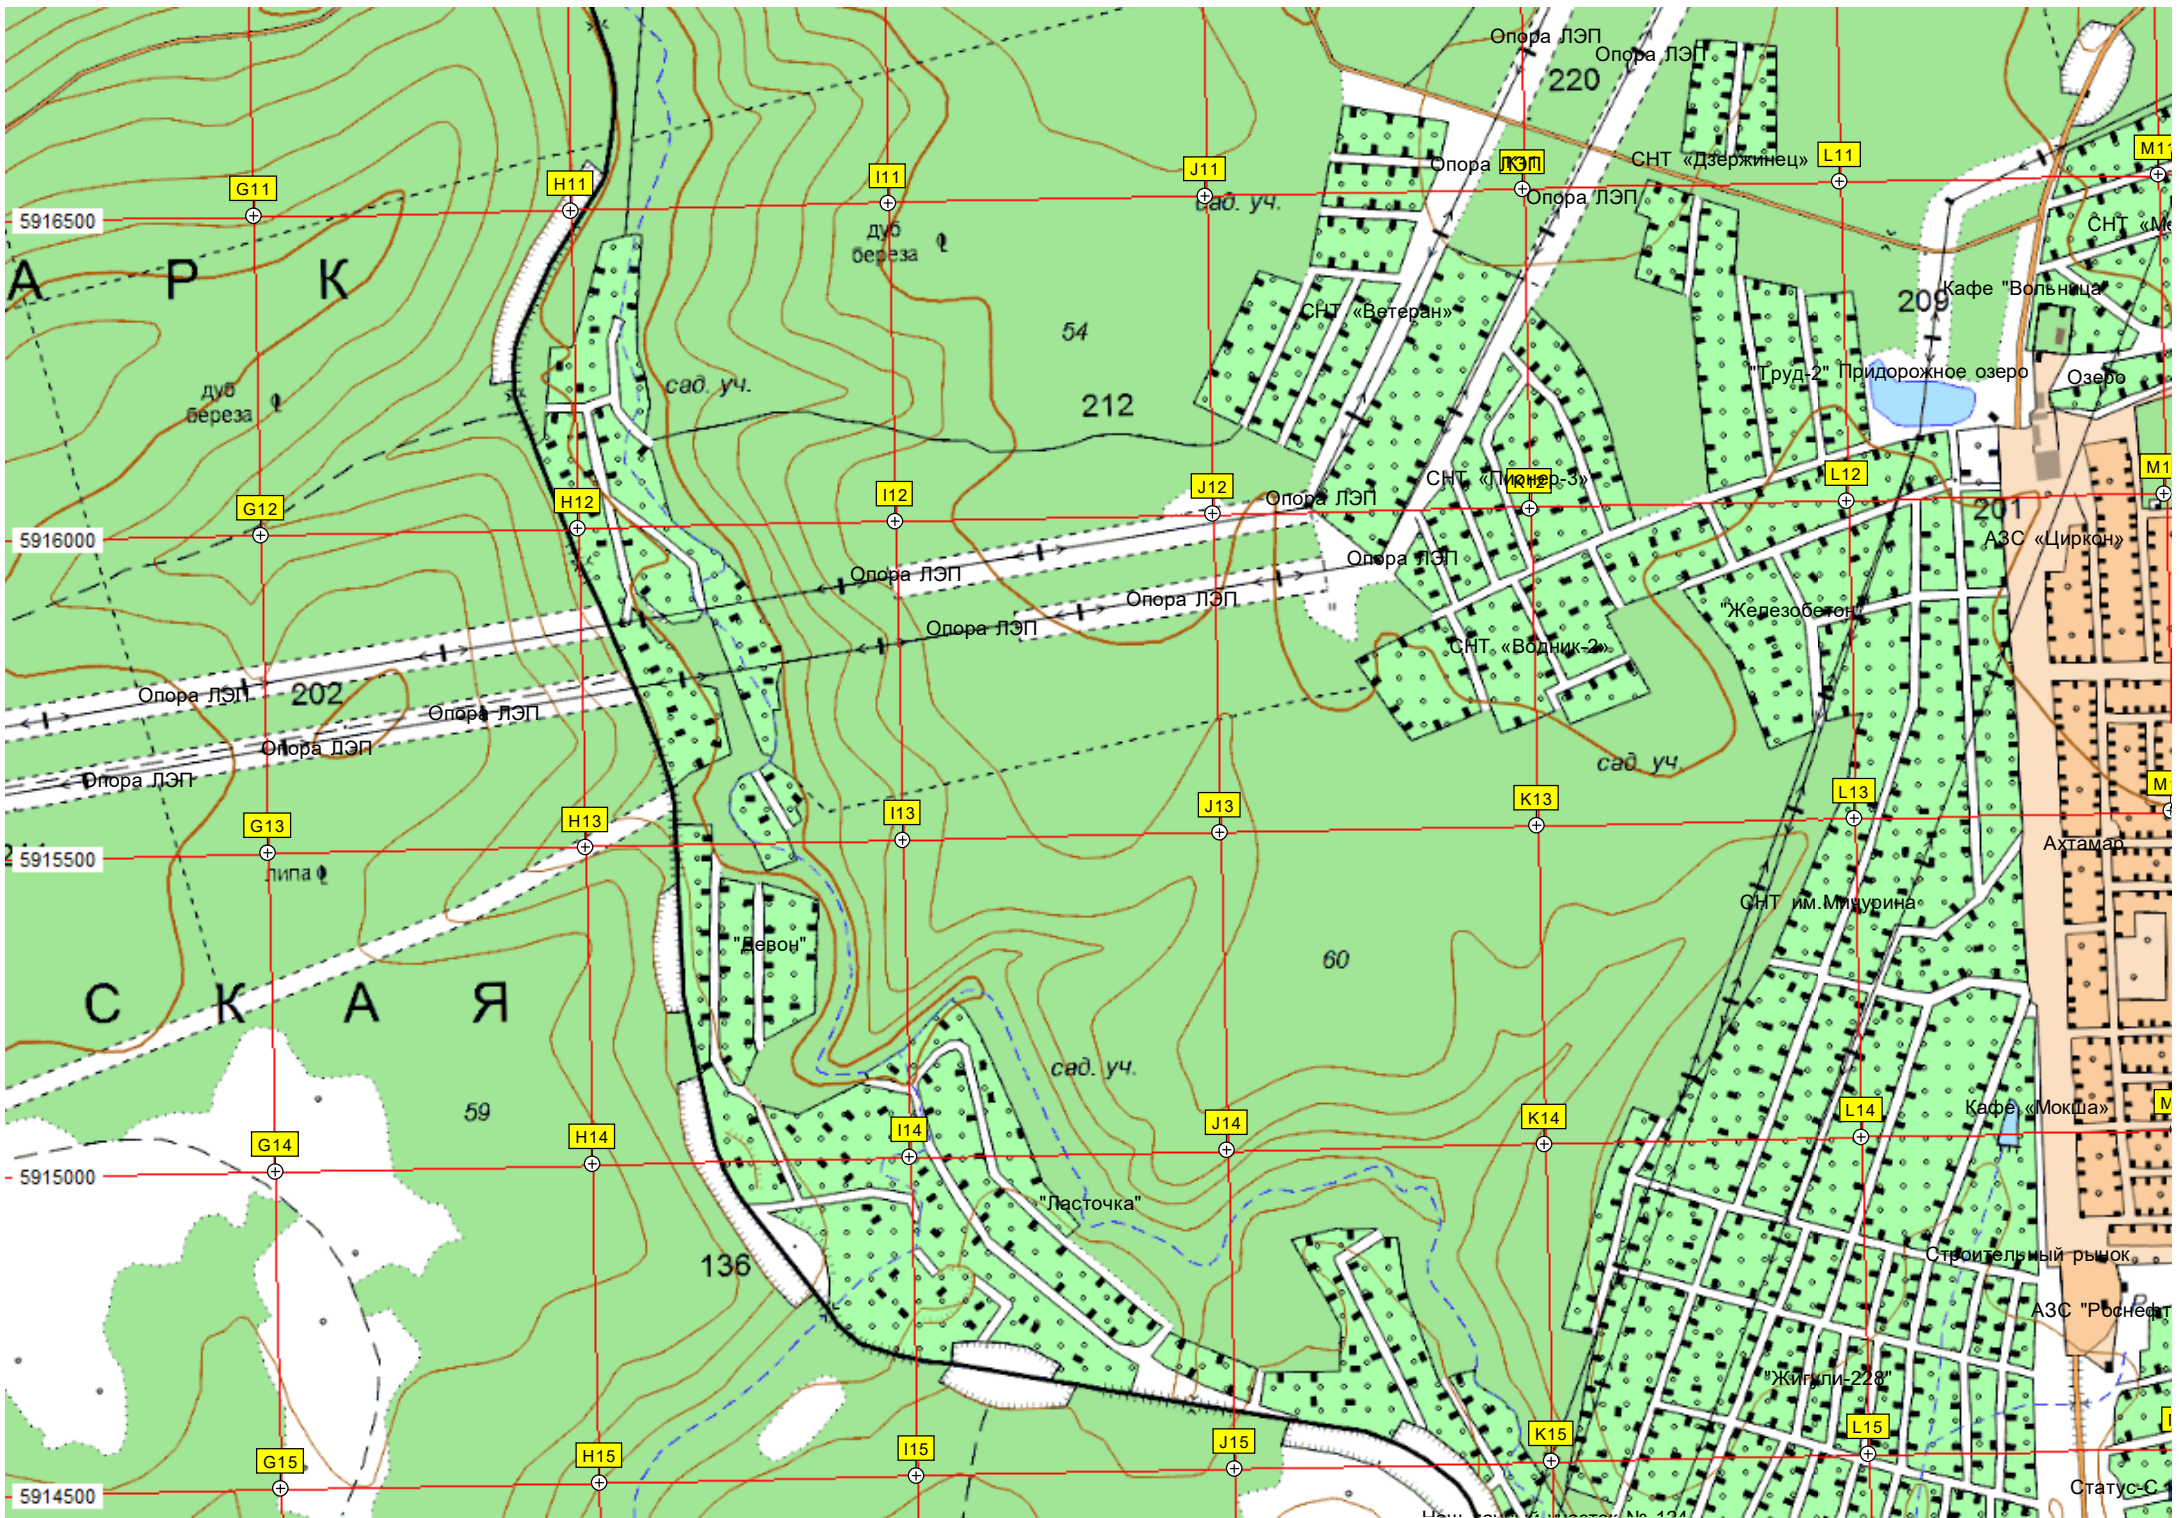 Опора ЛЭП
Опора ЛЭП
220
L11
M11
СНТ «Дзержинец»
Опора ЛЭП
J11
I11
H11
G11
Опора ЛЭП
сад. уч.
5916500
дуб
береза
СНТ «М
А Р К
Кафе "Вольница"
209
СНТ «Ветеран»
54
"Труд-2"
Придорожное озеро
Озеро
сад. уч.
дуб
береза
212
L12
M1
СНТ «Пионер-3»
K12
J12
I12
H12
G12
Опора ЛЭП
201
АЗС «Циркон»
5916000
Опора ЛЭП
Опора ЛЭП
Опора ЛЭП
"Железобетон"
Опора ЛЭП
СНТ «Водник-2»
Опора ЛЭП
202
Опора ЛЭП
Опора ЛЭП
сад. уч.
Опора ЛЭП
L13
M
K13
J13
I13
H13
G13
Ахтамар
5915500
липа
СНТ им.Мичурина
"Девон"
60
С К А Я
сад. уч.
59
L14
Кафе «Мокша»
M
K14
J14
I14
H14
G14
5915000
"Ласточка"
136
Строительный рынок
АЗС "Роснефт
"Жигули-228"
L15
K15
J15
I15
H15
G15
Статус-С
5914500